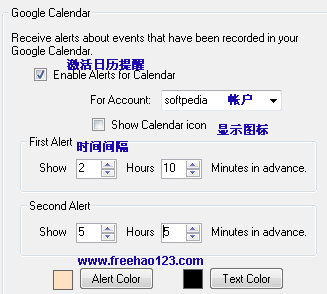 Google Calendar
Receive alerts about events that have been recorded in your
Google Calendar.
激活日历提醒
Enable Alerts for Calendar
For Account: softpedia 帐户
Show Calendar icon 显示图标
First Alert
时间间隔
Show 2 Hours 10 Minutes in advance.
Second Alert
Show 5 Hours 5 Minutes in advance.
www.freehao123.com
Alert Color Text Color